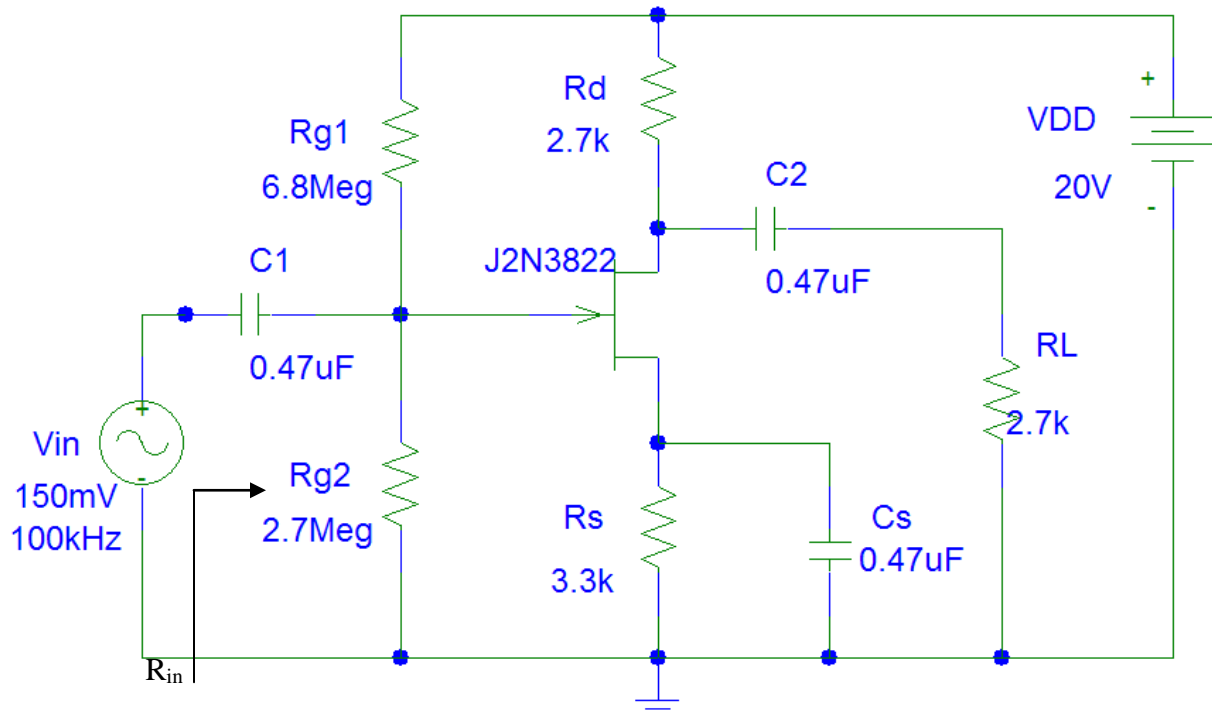 Rd
2.7k
+
VDD
20V
-
Rg1
6.8Meg
C2
0.47uF
C1
0.47uF
J2N3822
RL
2.7k
+
Vin
-
150mV
100kHz
Rg2
2.7Meg
Rs
3.3k
Cs
0.47uF
Rin